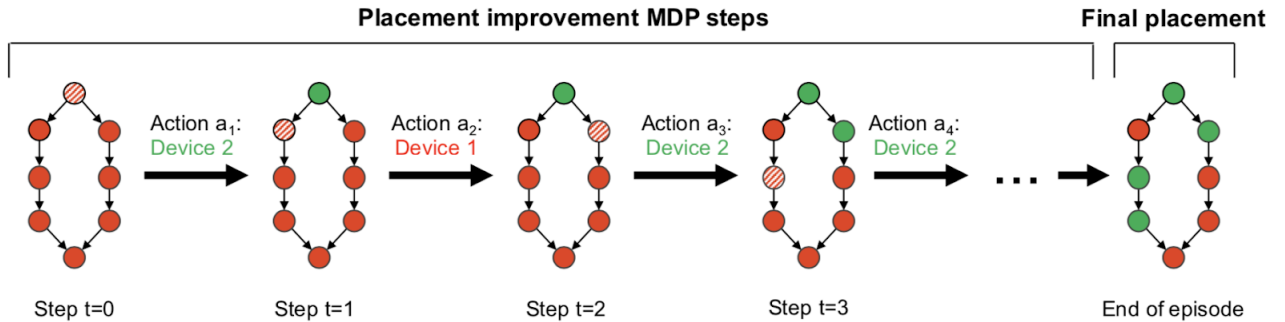 Placement improvement MDP steps
Final placement
Action a₁:
Device 2
Action a₂:
Device 1
Action a₃:
Device 2
Action a₄:
Device 2
...
Step t=0
Step t=1
Step t=2
Step t=3
End of episode